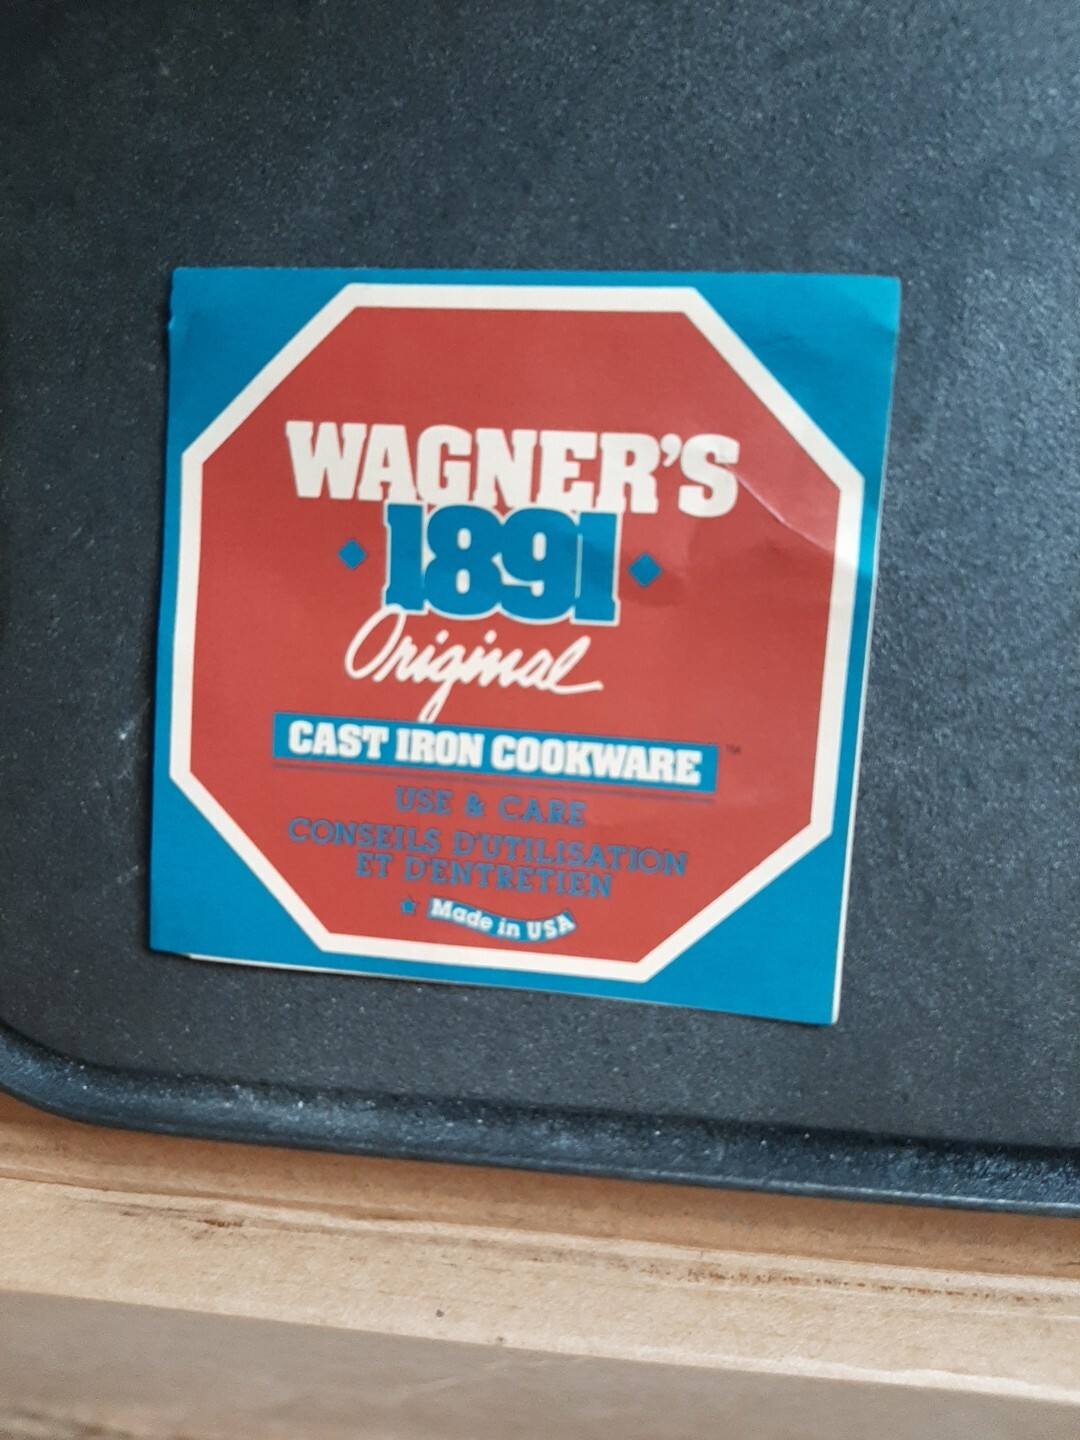 WAGNER'S
1891
Original
CAST IRON COOKWARE
USE & CARE
CONSEILS D'UTILISATION
ET D'ENTRETIEN
Made in USA